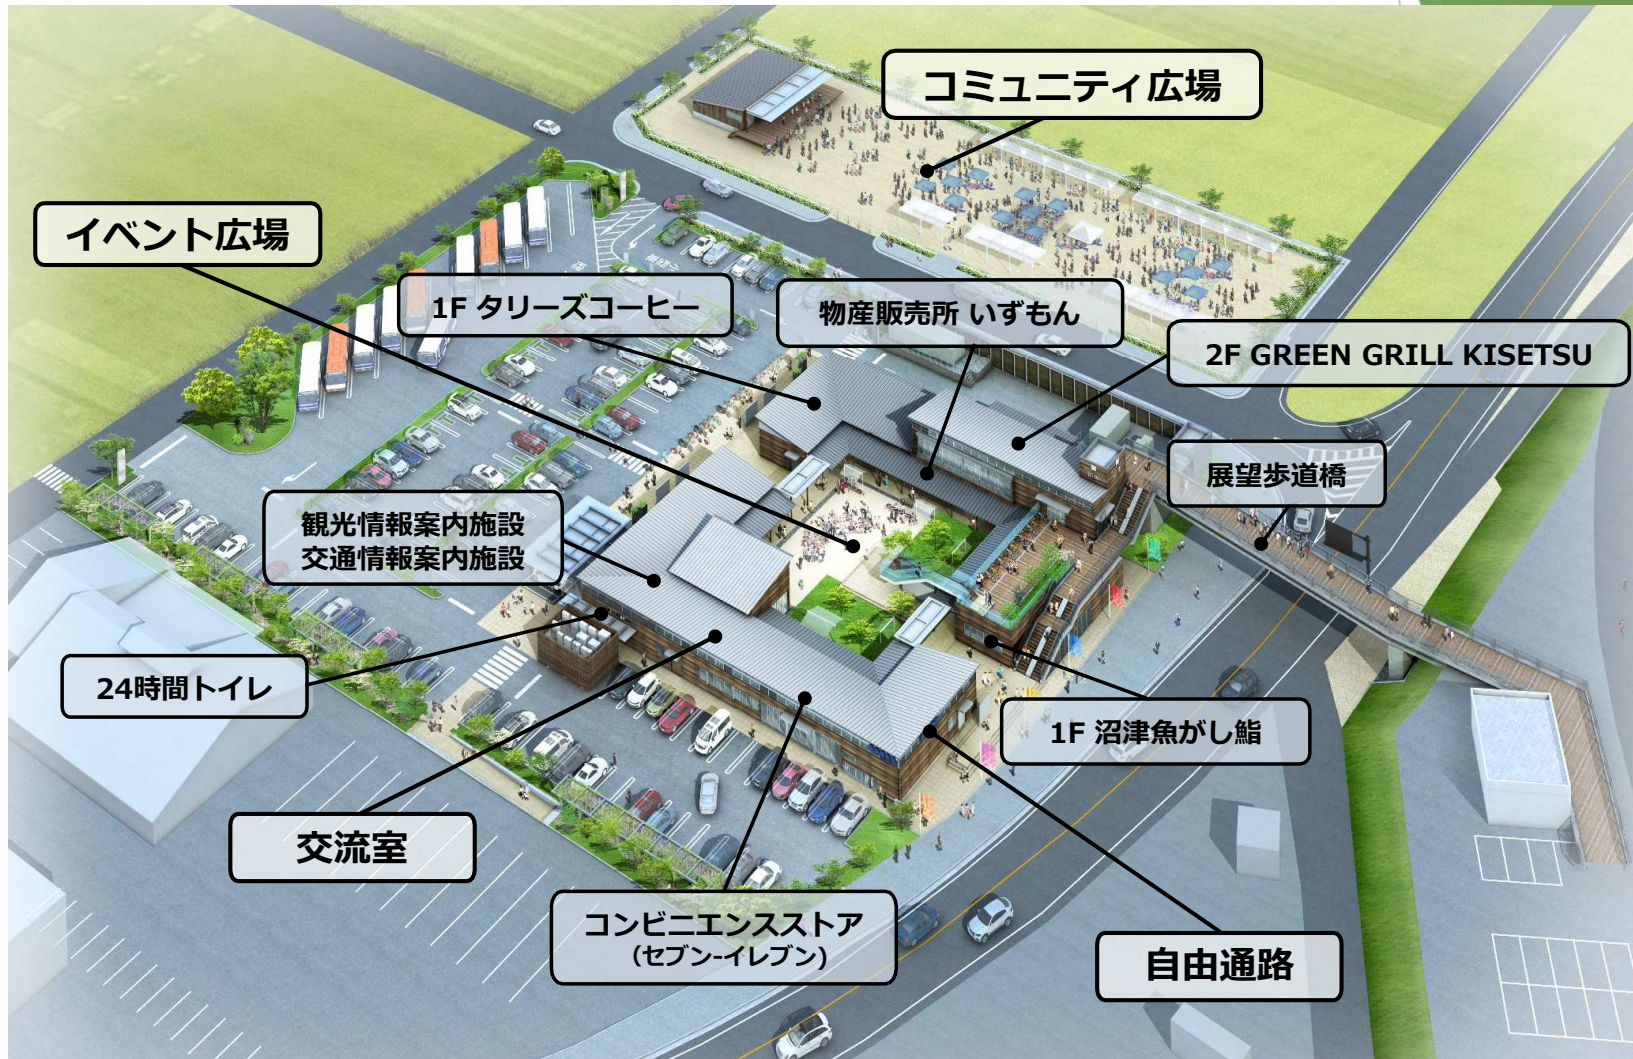 コミュニティ広場
イベント広場
1F タリーズコーヒー
物産販売所 いずもん
2F GREEN GRILL KISETSU
展望歩道橋
観光情報案内施設
交通情報案内施設
24時間トイレ
1F 沼津魚がし鮨
交流室
コンビニエンスストア
(セブン-イレブン)
自由通路